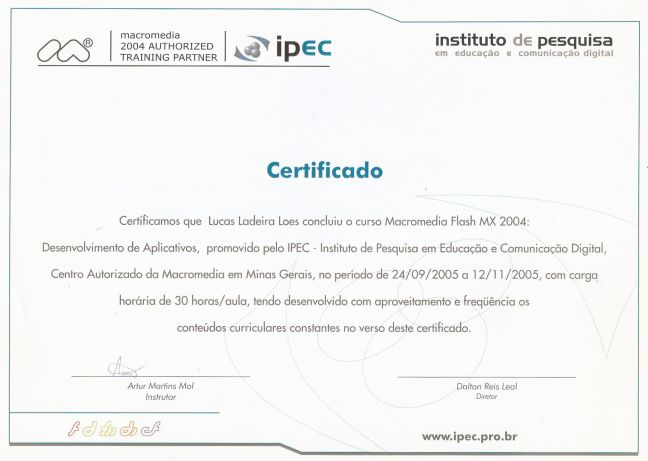 macromedia
2004 AUTHORIZED
TRAINING PARTNER
ipec
instituto de pesquisa
em educação e comunicação digital
Certificado
Certificamos que Lucas Ladeira Loes concluiu o curso Macromedia Flash MX 2004:
Desenvolvimento de Aplicativos, promovido pelo IPEC - Instituto de Pesquisa em Educação e Comunicação Digital,
Centro Autorizado da Macromedia em Minas Gerais, no período de 24/09/2005 a 12/11/2005, com carga
horária de 30 horas/aula, tendo desenvolvido com aproveitamento e freqüência os
conteúdos curriculares constantes no verso deste certificado.
Artur Martins Mol
Instrutor
Dalton Reis Leal
Diretor
www.ipec.pro.br